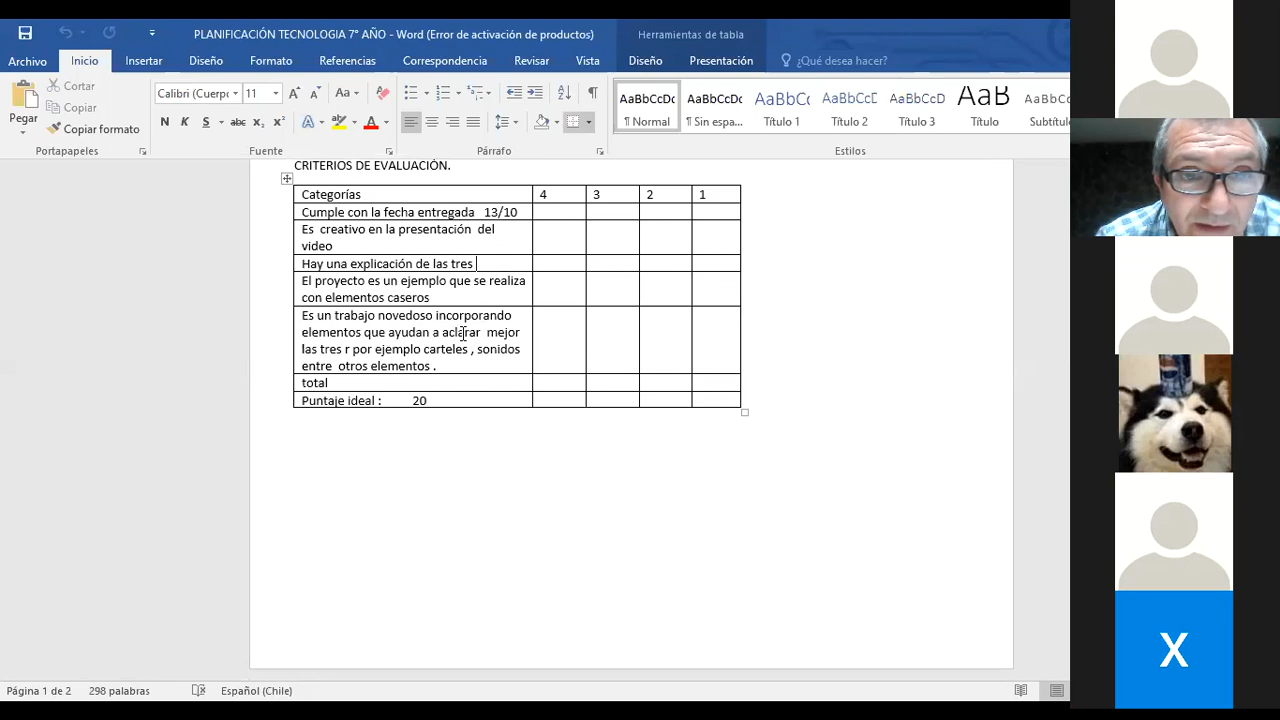 PLANIFICACIÓN TECNOLOGIA 7° AÑO - Word (Error de activación de productos)
Herramientas de tabla
Archivo Inicio Insertar Diseño Formato Referencias Correspondencia Revisar Vista Diseño Presentación ¿Qué desea hacer?
Pegar
Cortar
Copiar
Copiar formato
Calibri (Cuerpo 11
N K S abc x₂ x²
AaBbCcDc AaBbCcDc AaBbCc AaBbCcD AaBbCcD AaB AaBbCc
¶ Normal ¶ Sin espa... Título 1 Título 2 Título 3 Título Subtítul
Portapapeles Fuente Párrafo Estilos
CRITERIOS DE EVALUACIÓN.
Categorías 4 3 2 1
Cumple con la fecha entregada 13/10
Es creativo en la presentación del
video
Hay una explicación de las tres
El proyecto es un ejemplo que se realiza
con elementos caseros
Es un trabajo novedoso incorporando
elementos que ayudan a aclarar mejor
las tres r por ejemplo carteles , sonidos
entre otros elementos .
total
Puntaje ideal : 20
Página 1 de 2 298 palabras Español (Chile)
X